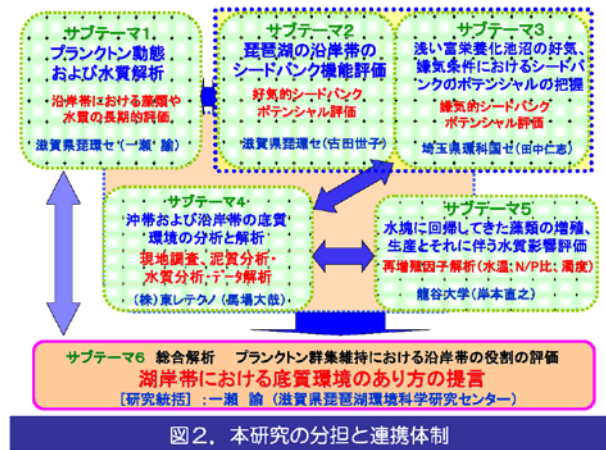 サブテーマ1
プランクトン動態
および水質解析
沿岸帯における藻類や
水質の長期的評価
滋賀県琵環セ(一瀬 諭)
サブテーマ2
琵琶湖の沿岸帯の
シードバンク機能評価
好気的シードバンク
ポテンシャル評価
滋賀県琵環セ(古田世子)
サブテーマ3
浅い富栄養化池沼の好気、
嫌気条件におけるシードバ
ンクのポテンシャルの把握
嫌気的シードバンク
ポテンシャル評価
埼玉県環科国セ(田中仁志)
サブテーマ4
沖帯および沿岸帯の底質
環境の分析と解析
現地調査、泥質分析・
水質分析・データ解析
(株)東レテクノ(馬場大哉)
サブテーマ5
水塊に回帰してきた藻類の増殖、
生産とそれに伴う水質影響評価
再増殖因子解析(水温:N/P比、濁度)
龍谷大学(岸本直之)
サブテーマ6 総合解析 プランクトン群集維持における沿岸帯の役割の評価
湖岸帯における底質環境のあり方の提言
[研究統括]:一瀬 諭(滋賀県琵琶湖環境科学研究センター)
図2. 本研究の分担と連携体制